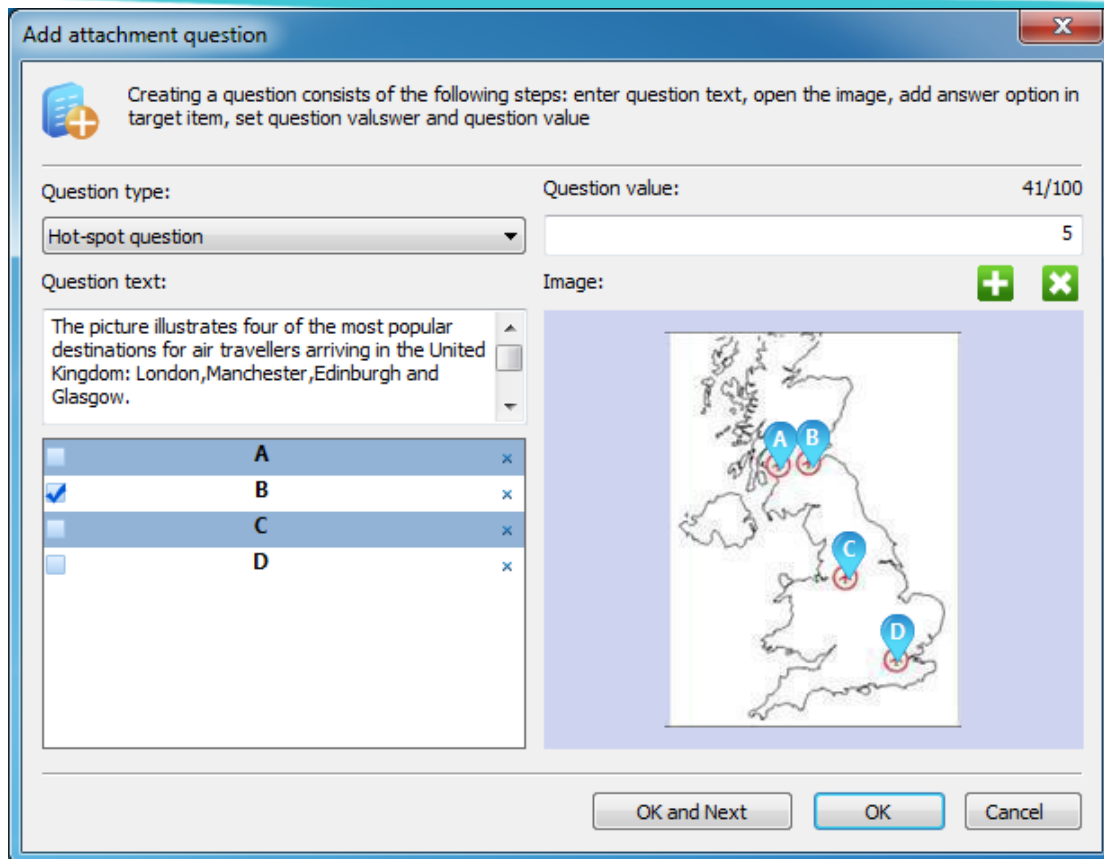 Add attachment question
Creating a question consists of the following steps: enter question text, open the image, add answer option in
target item, set question val.swer and question value
Question type:
Question value:
41/100
Hot-spot question
5
Question text:
Image:
The picture illustrates four of the most popular
destinations for air travellers arriving in the United
Kingdom: London,Manchester,Edinburgh and
Glasgow.
A
B
C
D
A
B
C
D
OK and Next
OK
Cancel